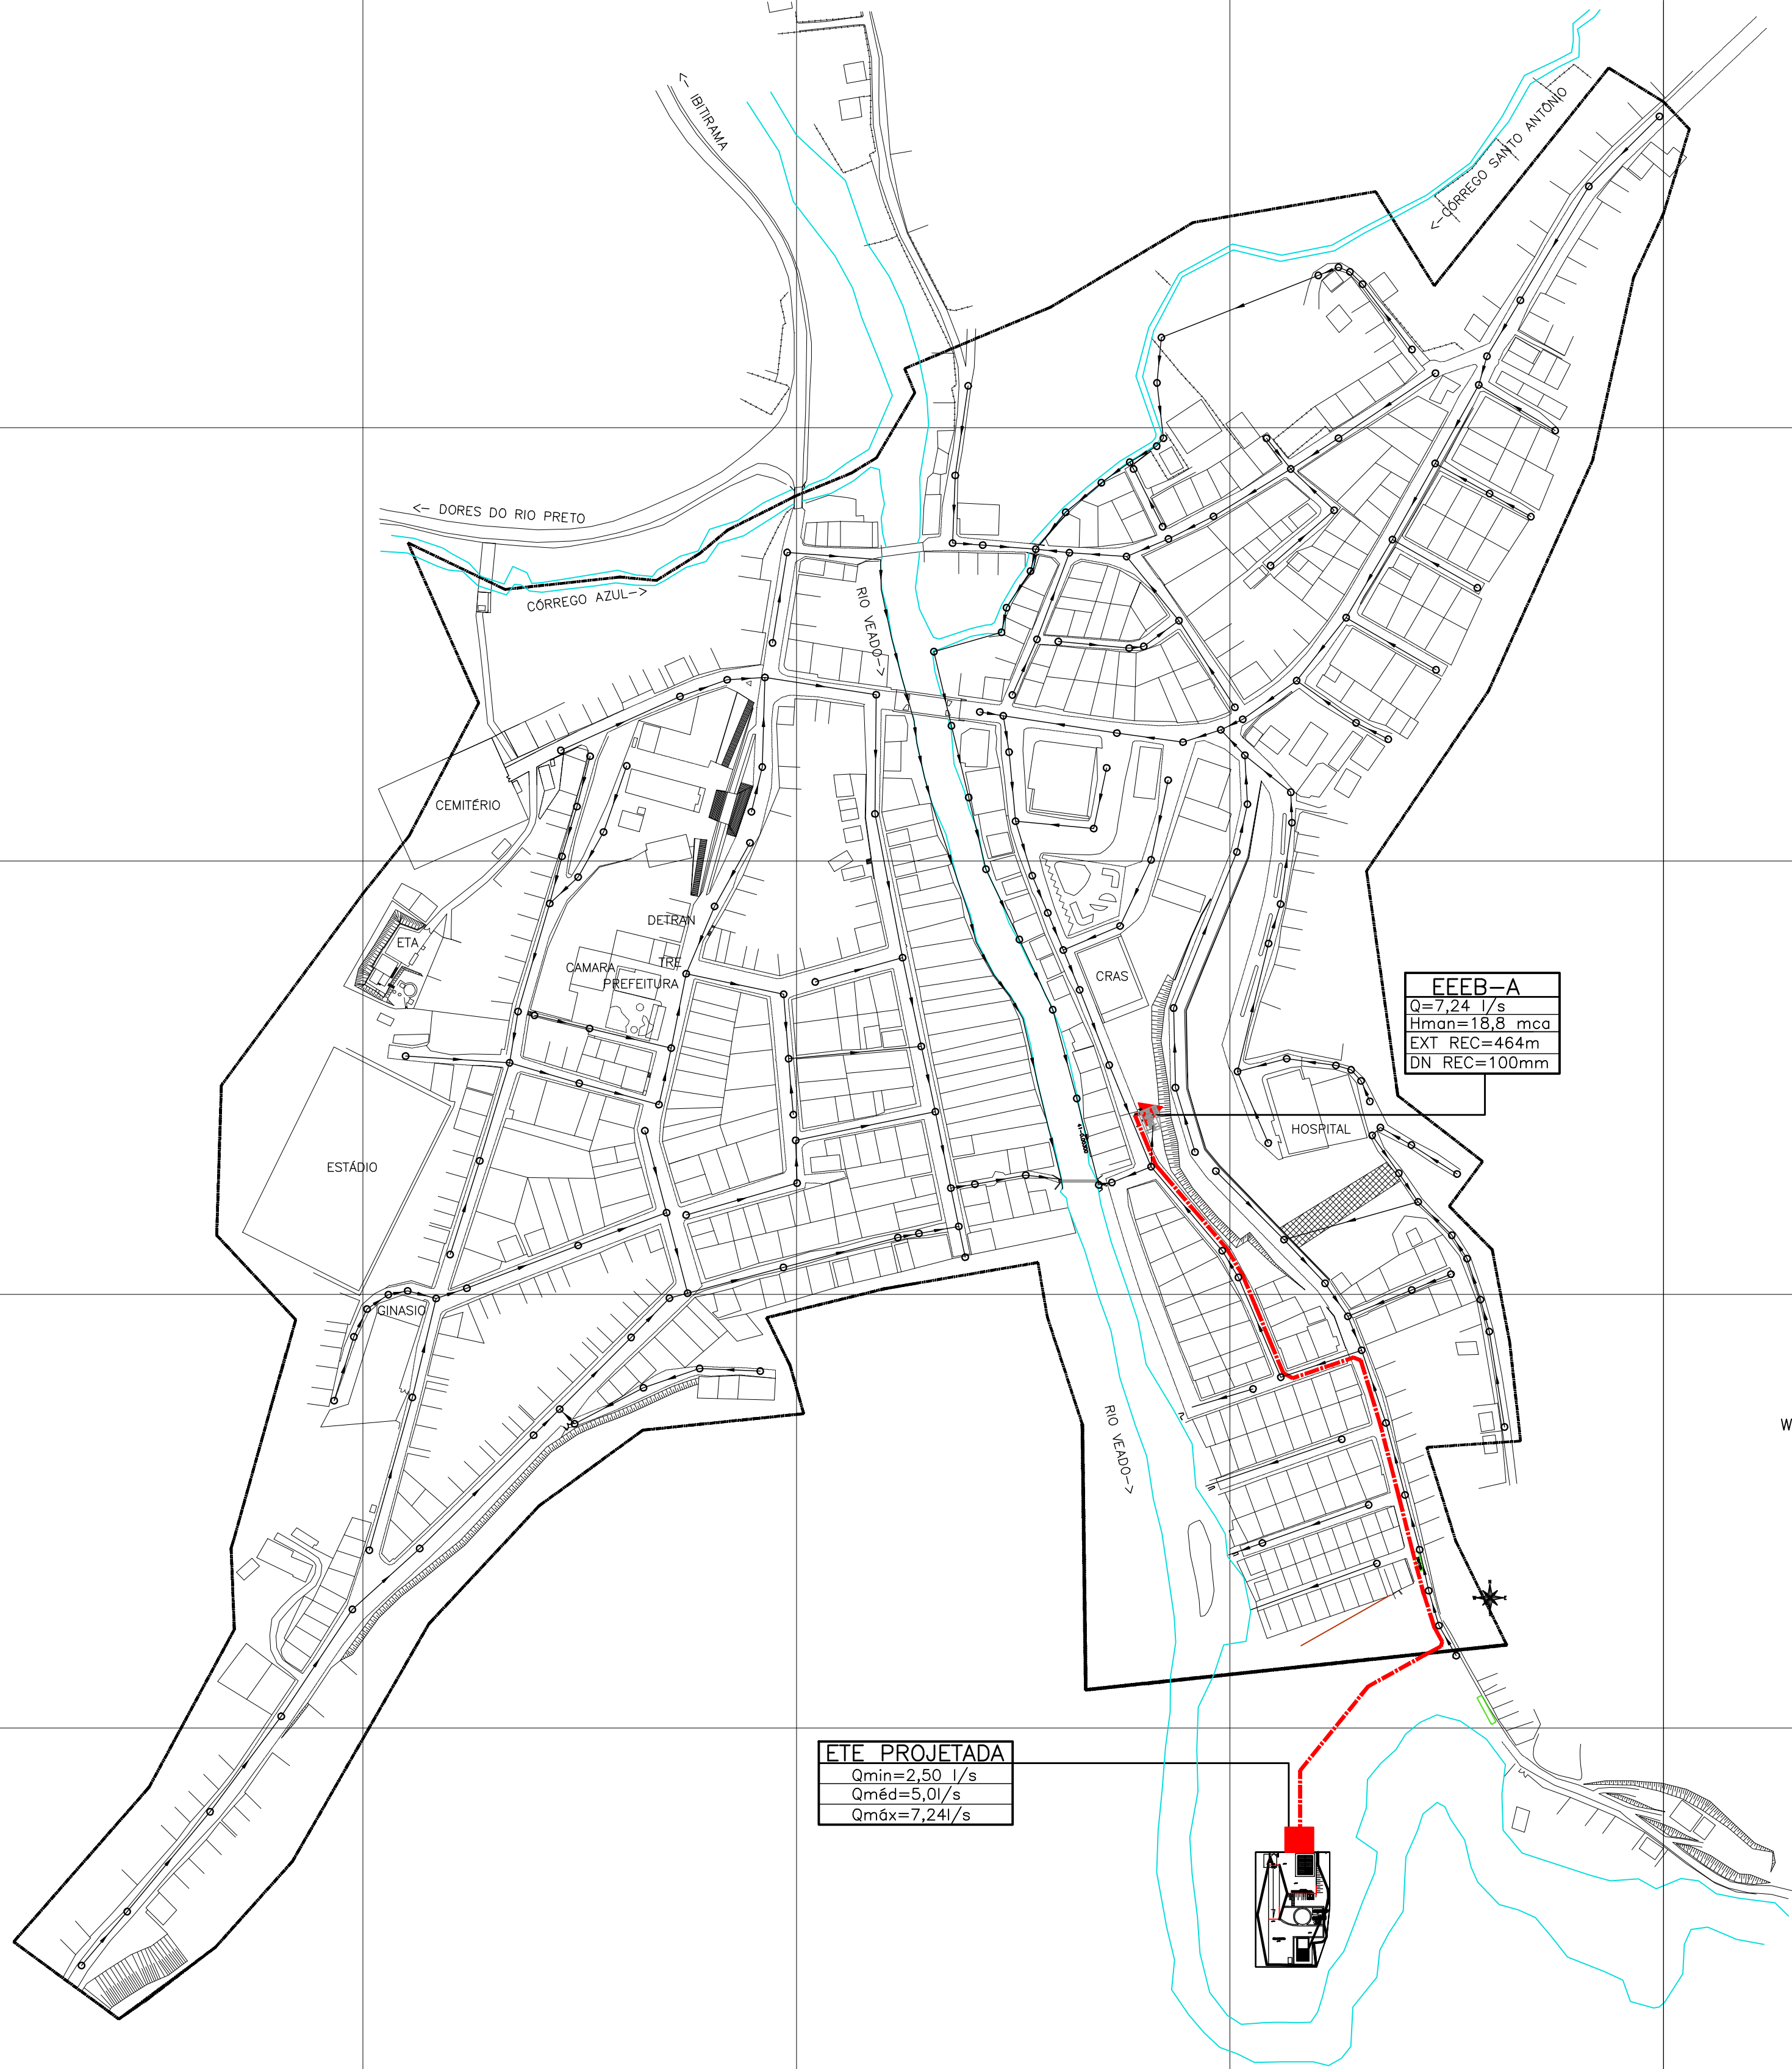 <- IBITIRAMA
<-CÓRREGO SANTO ANTÔNIO
<- DORES DO RIO PRETO
CÓRREGO AZUL->
RIO VEADO->
CEMITÉRIO
DETRAN
ETA
CAMARA
TRE
PREFEITURA
CRAS
EEEB-A
Q=7,24 l/s
Hman=18,8 mca
EXT REC=464m
DN REC=100mm
HOSPITAL
ESTÁDIO
GINASIO
RIO VEADO->
W
ETE PROJETADA
Qmin=2,50 l/s
Qméd=5,0l/s
Qmáx=7,24l/s